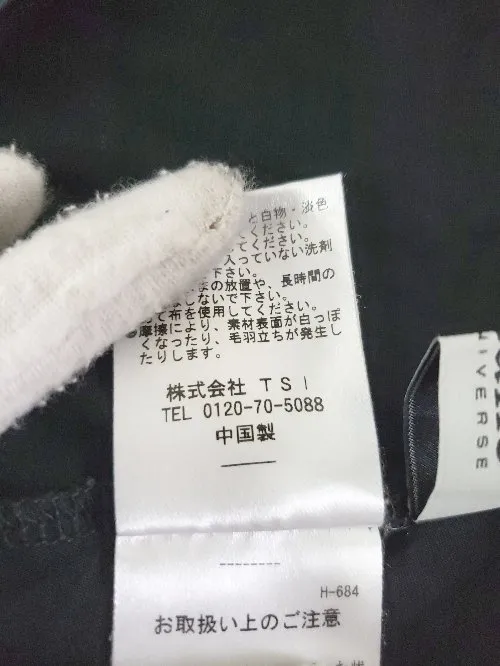 と白物・淡色
ください。
てください。
入っていない洗剤
下さい。
まの放置や、長時間の
しないで下さい。
て布を使用してください。
●摩擦により、素材表面が白っぽ
くなったり、毛羽立ちが発生し
たりします。
株式会社 TSI
TEL 0120-70-5088
中国製
H-684
お取扱い上のご注意
NIVERSE